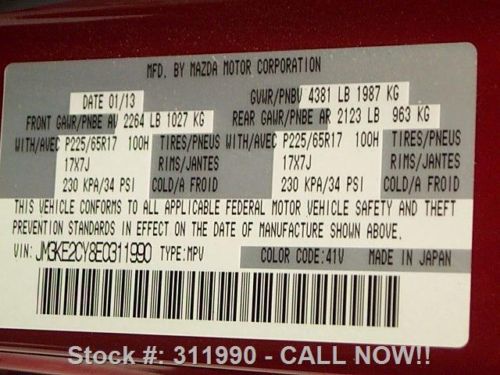 MFD. BY MAZDA MOTOR CORPORATION
DATE 01/13 GVWR/PNBV 4381 LB 1987 KG
FRONT GAWR/PNBE AV 2264 LB 1027 KG REAR GAWR/PNBE AR 2123 LB 963 KG
WITH/AVEC P225/65R17 100H TIRES/PNEUS WITH/AVEC P225/65R17 100H TIRES/PNEUS
17X7J RIMS/JANTES 17X7J RIMS/JANTES
230 KPA/34 PSI COLD/A FROID 230 KPA/34 PSI COLD/A FROID
THIS VEHICLE CONFORMS TO ALL APPLICABLE FEDERAL MOTOR VEHICLE SAFETY AND THEFT
PREVENTION STANDARDS IN EFFECT ON THE DATE OF MANUFACTURE SHOWN ABOVE.
VIN: JM3KE2CY8E0311990 TYPE:MPV COLOR CODE:41V MADE IN JAPAN
Stock #: 311990 - CALL NOW!!